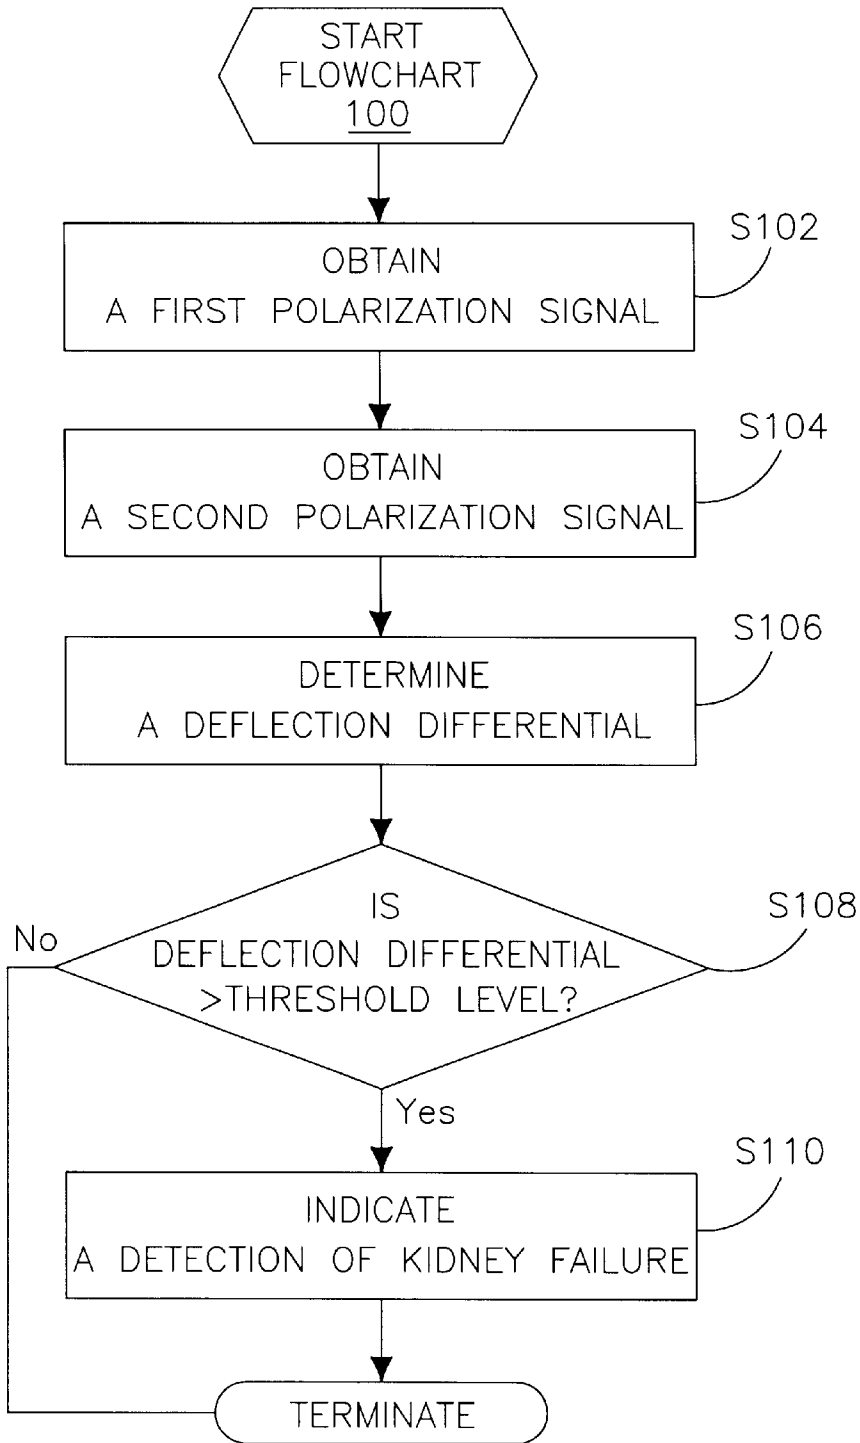 START
FLOWCHART
100
S102
OBTAIN
A FIRST POLARIZATION SIGNAL
S104
OBTAIN
A SECOND POLARIZATION SIGNAL
S106
DETERMINE
A DEFLECTION DIFFERENTIAL
S108
IS
DEFLECTION DIFFERENTIAL
>THRESHOLD LEVEL?
No
Yes
S110
INDICATE
A DETECTION OF KIDNEY FAILURE
TERMINATE